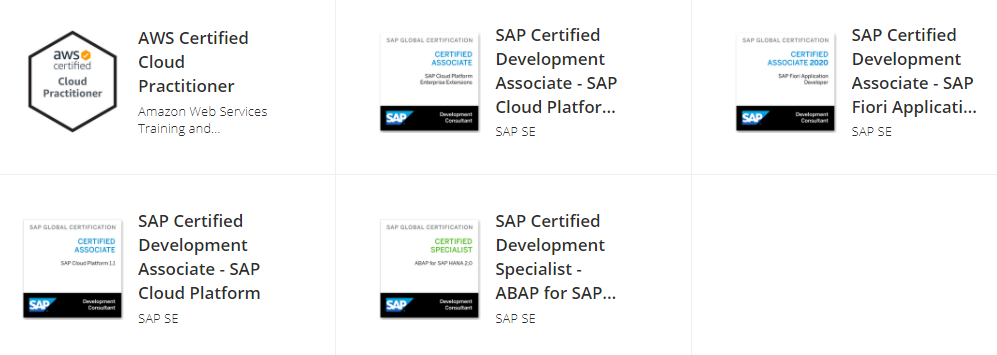 aws
certified
Cloud
Practitioner
AWS Certified
Cloud
Practitioner
Amazon Web Services
Training and...
SAP GLOBAL CERTIFICATION
CERTIFIED
ASSOCIATE
SAP Cloud Platform
Enterprise Extensions
SAP
Development
Consultant
SAP Certified
Development
Associate - SAP
Cloud Platfor...
SAP SE
SAP GLOBAL CERTIFICATION
CERTIFIED
ASSOCIATE 2020
SAP Fiori Application
Developer
SAP
Development
Consultant
SAP Certified
Development
Associate - SAP
Fiori Applicati...
SAP SE
SAP GLOBAL CERTIFICATION
CERTIFIED
ASSOCIATE
SAP Cloud Platform 1.1
SAP
Development
Consultant
SAP Certified
Development
Associate - SAP
Cloud Platform
SAP SE
SAP GLOBAL CERTIFICATION
CERTIFIED
SPECIALIST
ABAP for SAP HANA 2.0
SAP
Development
Consultant
SAP Certified
Development
Specialist -
ABAP for SAP...
SAP SE